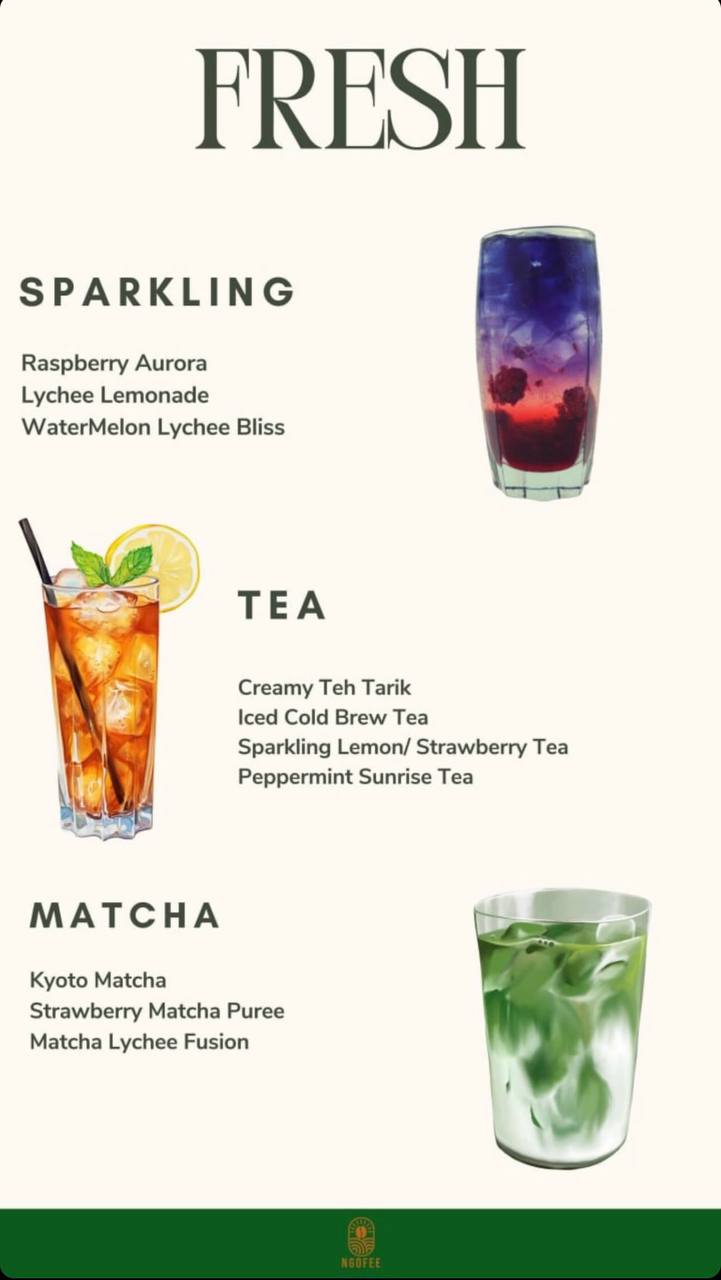 FRESH
SPARKLING
Raspberry Aurora
Lychee Lemonade
WaterMelon Lychee Bliss
TEA
Creamy Teh Tarik
Iced Cold Brew Tea
Sparkling Lemon/ Strawberry Tea
Peppermint Sunrise Tea
MATCHA
Kyoto Matcha
Strawberry Matcha Puree
Matcha Lychee Fusion
NGOFEE